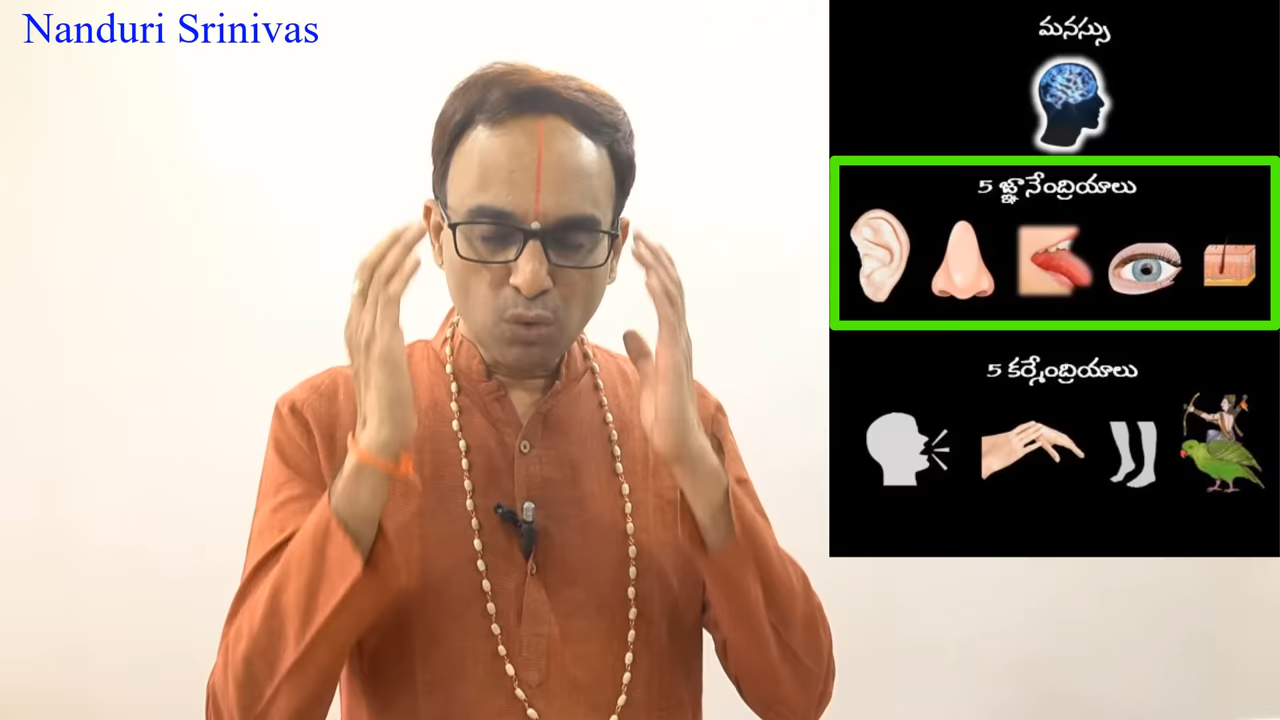 Nanduri Srinivas
మనస్సు
5 జ్ఞానేంద్రియాలు
5 కర్మేంద్రియాలు